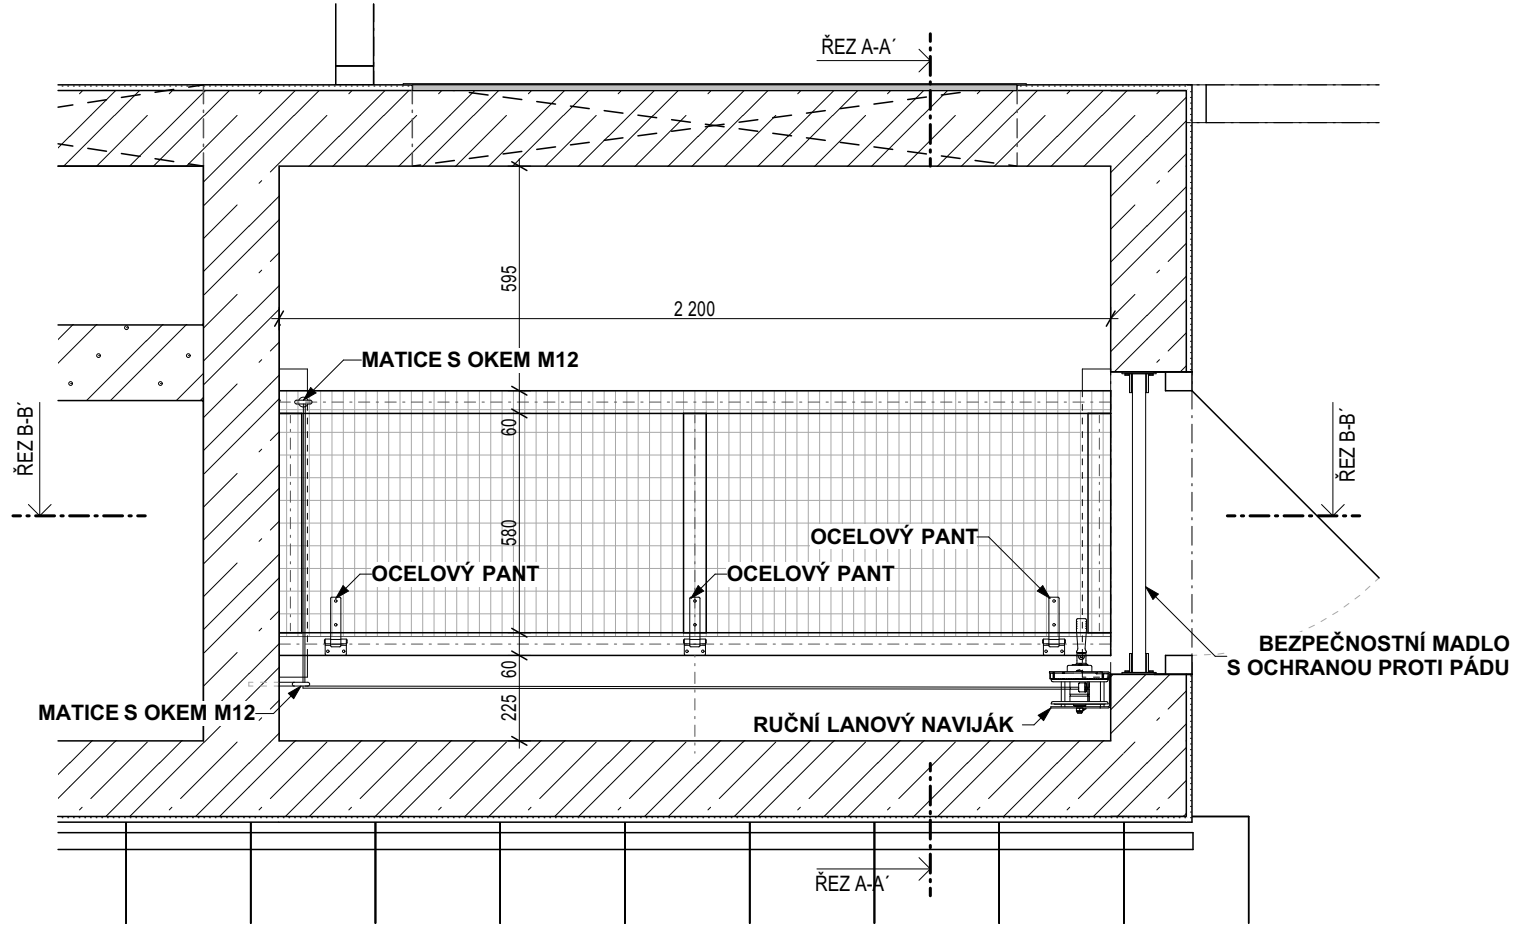 ŘEZ A-A´
595
2 200
MATICE S OKEM M12
60
ŘEZ B-B´
ŘEZ B-B´
580
OCELOVÝ PANT
OCELOVÝ PANT
OCELOVÝ PANT
BEZPEČNOSTNÍ MADLO
S OCHRANOU PROTI PÁDU
60
225
MATICE S OKEM M12
RUČNÍ LANOVÝ NAVIJÁK
ŘEZ A-A´